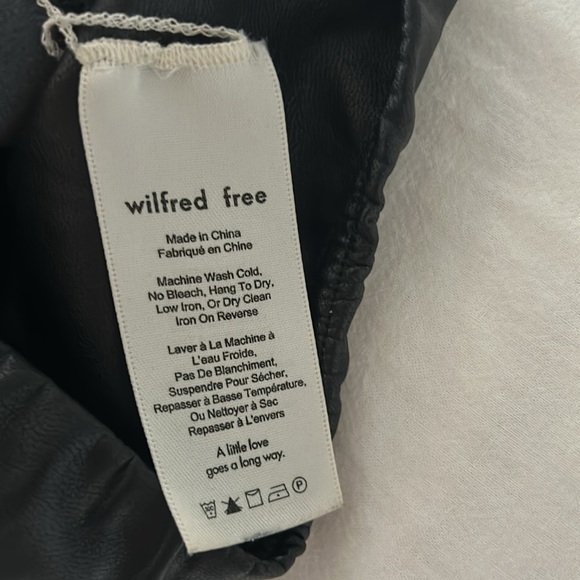 wilfred free
Made in China
Fabriqué en Chine
Machine Wash Cold,
No Bleach, Hang To Dry,
Low Iron, Or Dry Clean
Iron On Reverse
Laver à La Machine à
L'eau Froide,
Pas De Blanchiment,
Suspendre Pour Sécher,
Repasser à Basse Température,
Ou Nettoyer à Sec
Repasser à L'envers
A little love
goes a long way.
P